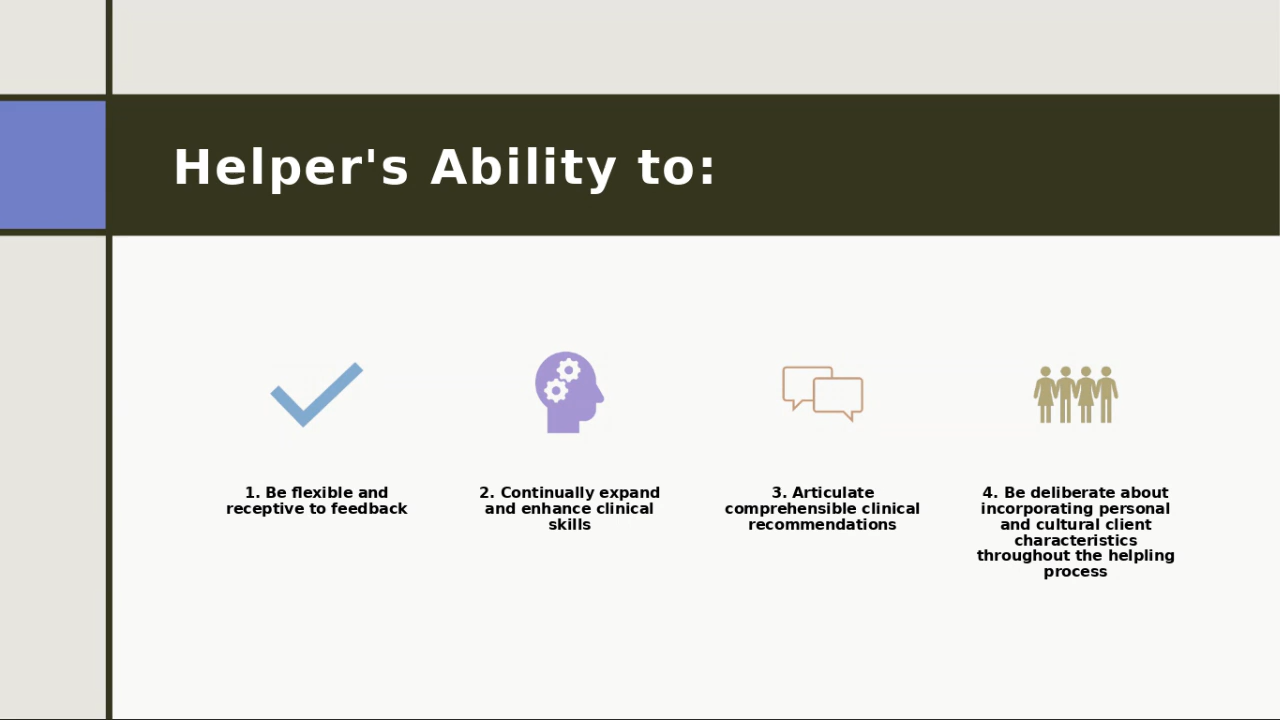 Helper's Ability to:
1. Be flexible and
receptive to feedback
2. Continually expand
and enhance clinical
skills
3. Articulate
comprehensible clinical
recommendations
4. Be deliberate about
incorporating personal
and cultural client
characteristics
throughout the helpling
process